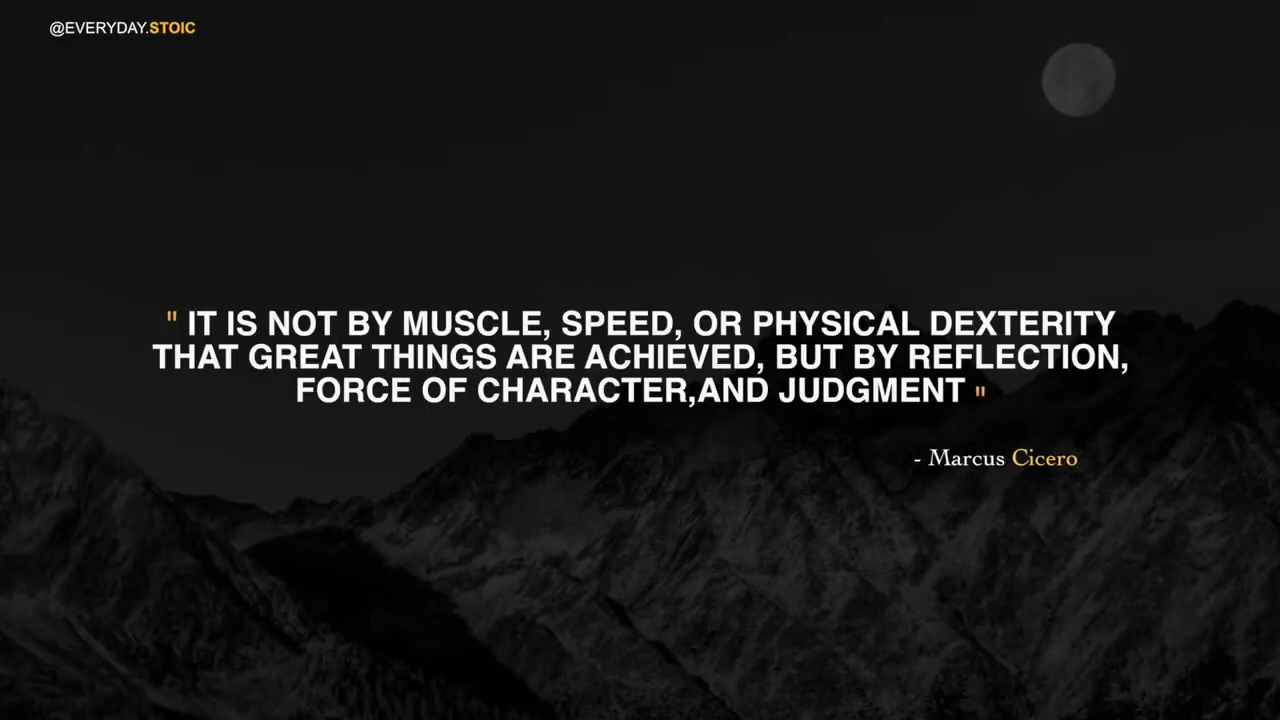 @EVERYDAY.STOIC
" IT IS NOT BY MUSCLE, SPEED, OR PHYSICAL DEXTERITY
THAT GREAT THINGS ARE ACHIEVED, BUT BY REFLECTION,
FORCE OF CHARACTER,AND JUDGMENT "
- Marcus Cicero